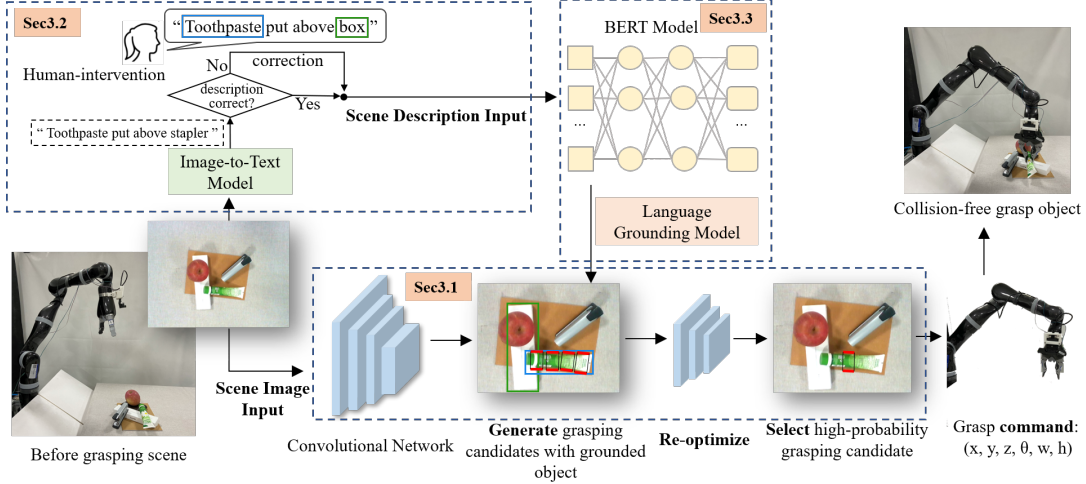 Sec3.2
“ Toothpaste put above box ”
Human-intervention
No
correction
description
correct?
Yes
“ Toothpaste put above stapler ”
Image-to-Text
Model
Scene Description Input
Sec3.3
BERT Model
...
...
Language
Grounding Model
Sec3.1
Scene Image
Input
Before grasping scene
Convolutional Network
Generate grasping
candidates with grounded
object
Re-optimize
Select high-probability
grasping candidate
Collision-free grasp object
Grasp command:
(x, y, z, θ, w, h)